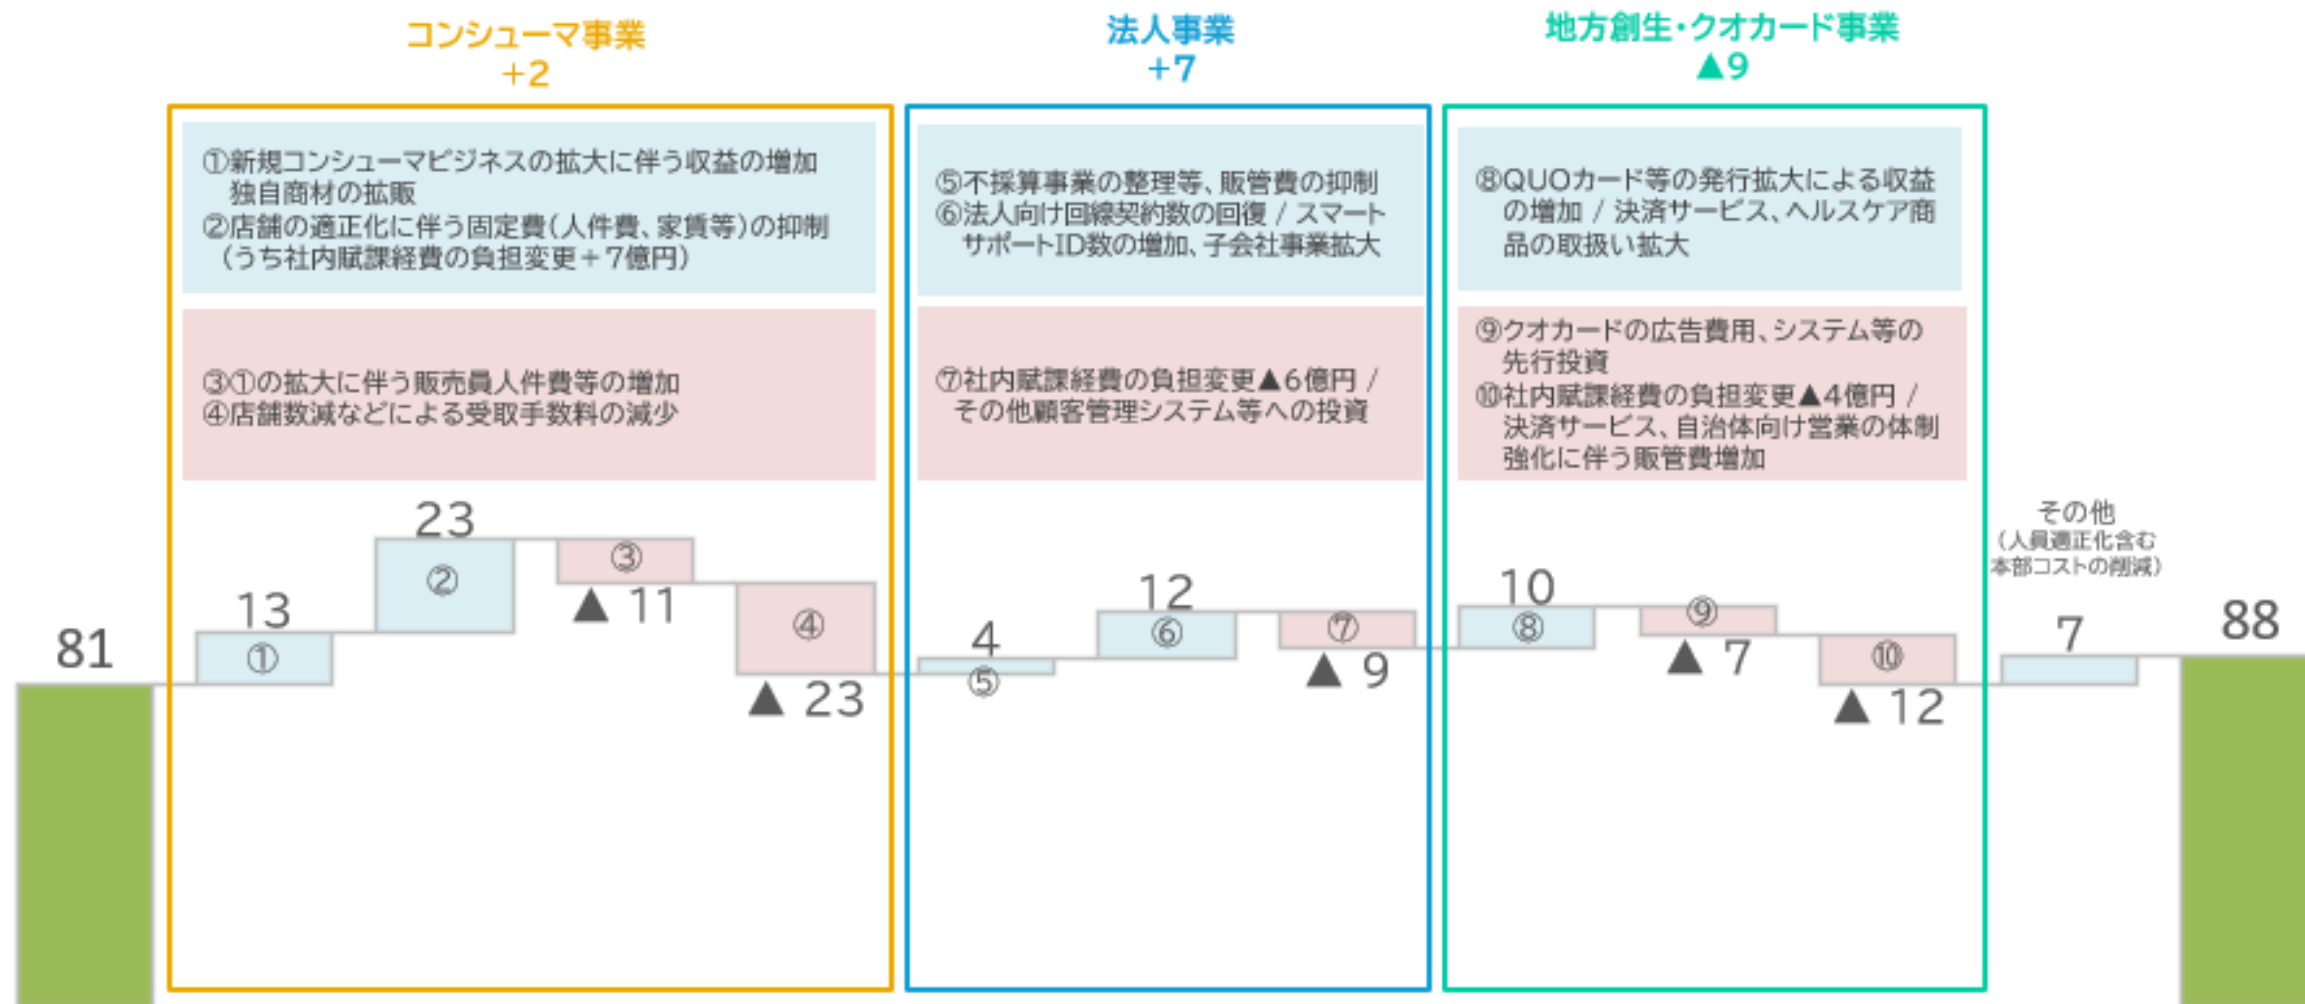 コンシューマ事業
+2
①新規コンシューマビジネスの拡大に伴う収益の増加
独自商材の拡販
②店舗の適正化に伴う固定費(人件費、家賃等)の抑制
(うち社内賦課経費の負担変更+7億円)
③①の拡大に伴う販売員人件費等の増加
④店舗数減などによる受取手数料の減少
法人事業
+7
⑤不採算事業の整理等、販管費の抑制
⑥法人向け回線契約数の回復 / スマート
サポートID数の増加、子会社事業拡大
⑦社内賦課経費の負担変更▲6億円 /
その他顧客管理システム等への投資
地方創生・クオカード事業
▲9
⑧QUOカード等の発行拡大による収益
の増加 / 決済サービス、ヘルスケア商
品の取扱い拡大
⑨クオカードの広告費用、システム等の
先行投資
⑩社内賦課経費の負担変更▲4億円 /
決済サービス、自治体向け営業の体制
強化に伴う販管費増加
81
13
①
23
②
③
▲ 11
④
▲ 23
4
⑤
12
⑥
⑦
▲ 9
10
⑧
⑨
▲ 7
⑩
▲ 12
その他
(人員適正化含む
本部コストの削減)
7
88